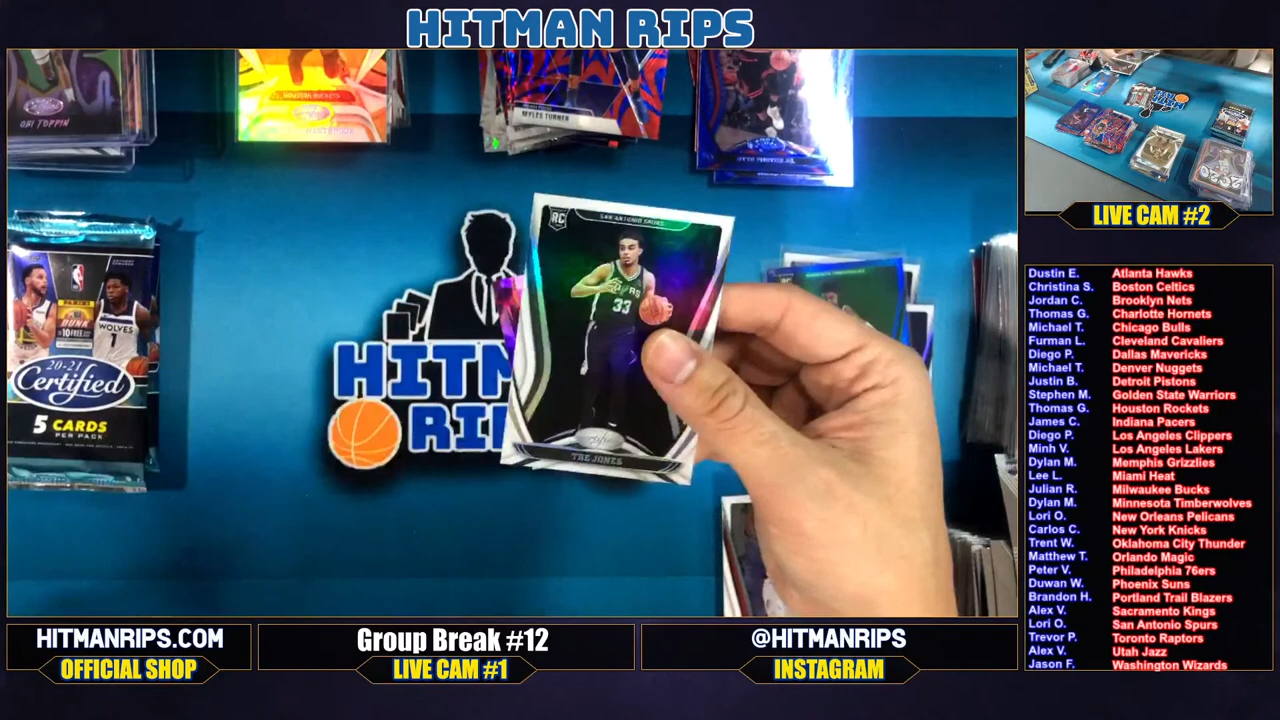 HITMAN RIPS
OBI TOPPIN
MYLES TURNER
RC
SAN ANTONIO SPURS
33
TRE JONES
HITM
RI
PANINI
WOLVES
1
20-21
Certified
5 CARDS
PER PACK
LIVE CAM #2
Dustin E. Atlanta Hawks
Christina S. Boston Celtics
Jordan C. Brooklyn Nets
Thomas G. Charlotte Hornets
Michael T. Chicago Bulls
Furman L. Cleveland Cavaliers
Diego P. Dallas Mavericks
Michael T. Denver Nuggets
Justin B. Detroit Pistons
Stephen M. Golden State Warriors
Thomas G. Houston Rockets
James C. Indiana Pacers
Diego P. Los Angeles Clippers
Minh V. Los Angeles Lakers
Dylan M. Memphis Grizzlies
Lee L. Miami Heat
Julian R. Milwaukee Bucks
Dylan M. Minnesota Timberwolves
Lori O. New Orleans Pelicans
Carlos C. New York Knicks
Trent W. Oklahoma City Thunder
Matthew T. Orlando Magic
Peter V. Philadelphia 76ers
Duwan W. Phoenix Suns
Brandon H. Portland Trail Blazers
Alex V. Sacramento Kings
Lori O. San Antonio Spurs
Trevor P. Toronto Raptors
Alex V. Utah Jazz
Jason F. Washington Wizards
HITMANRIPS.COM
OFFICIAL SHOP
Group Break #12
LIVE CAM #1
@HITMANRIPS
INSTAGRAM